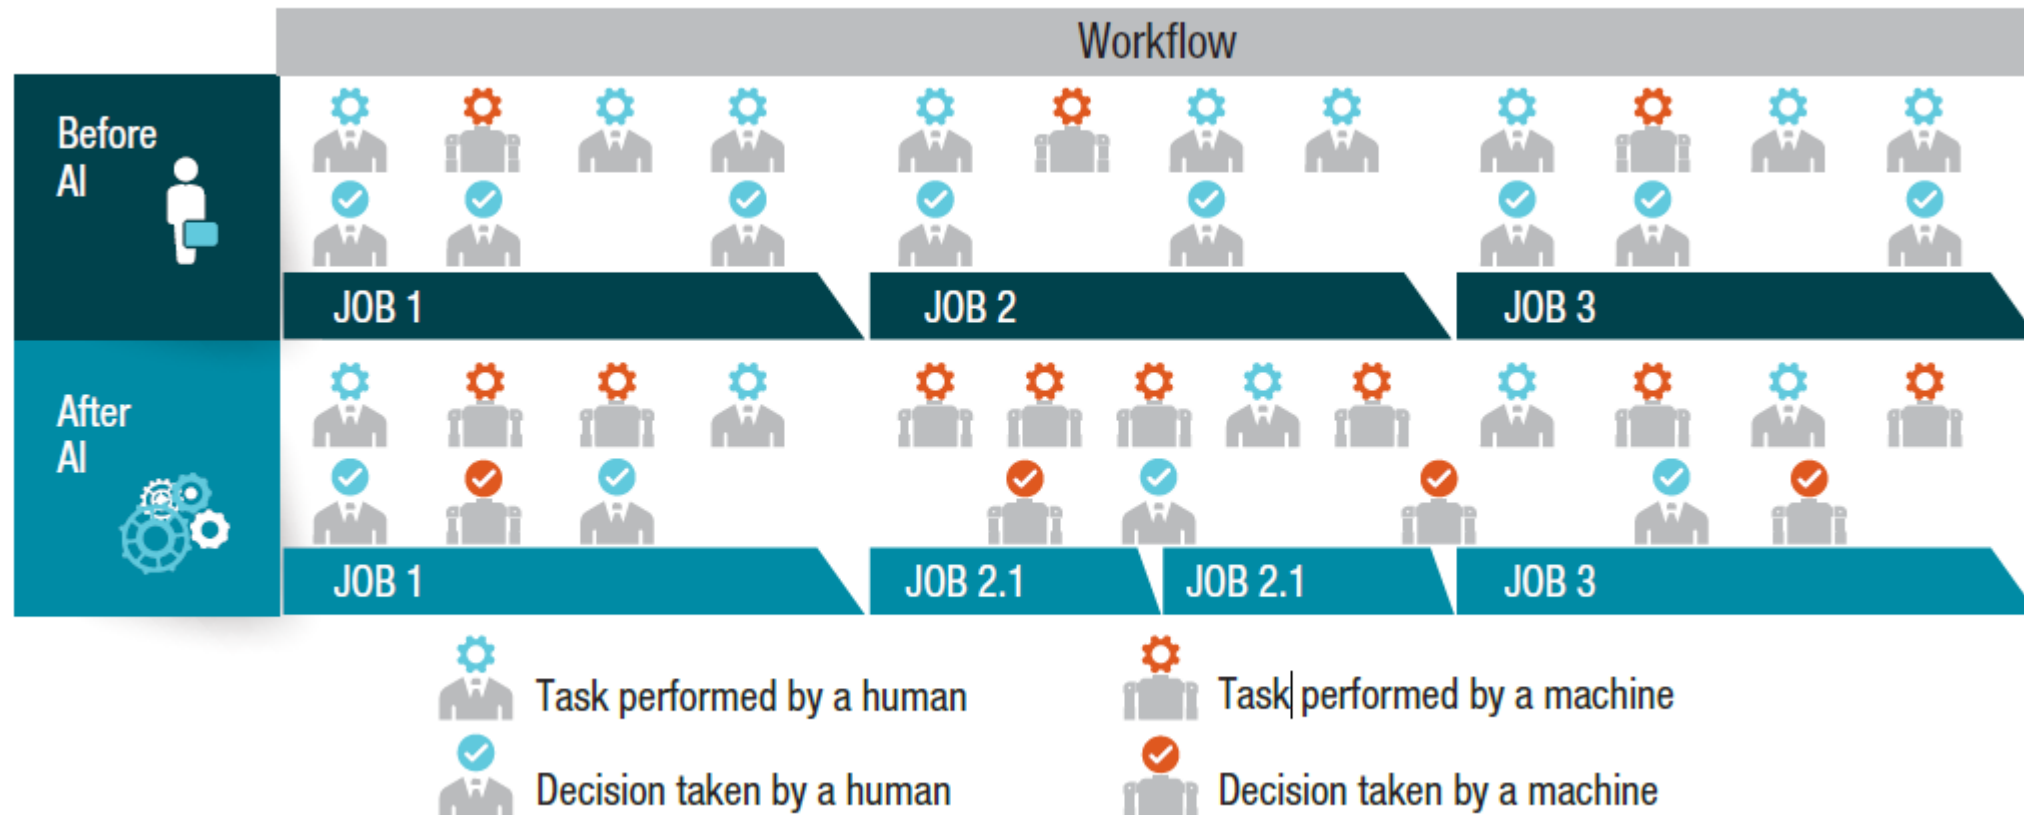 Workflow
Before
AI
JOB 1
JOB 2
JOB 3
After
AI
JOB 1
JOB 2.1
JOB 2.1
JOB 3
Task performed by a human
Task performed by a machine
Decision taken by a human
Decision taken by a machine